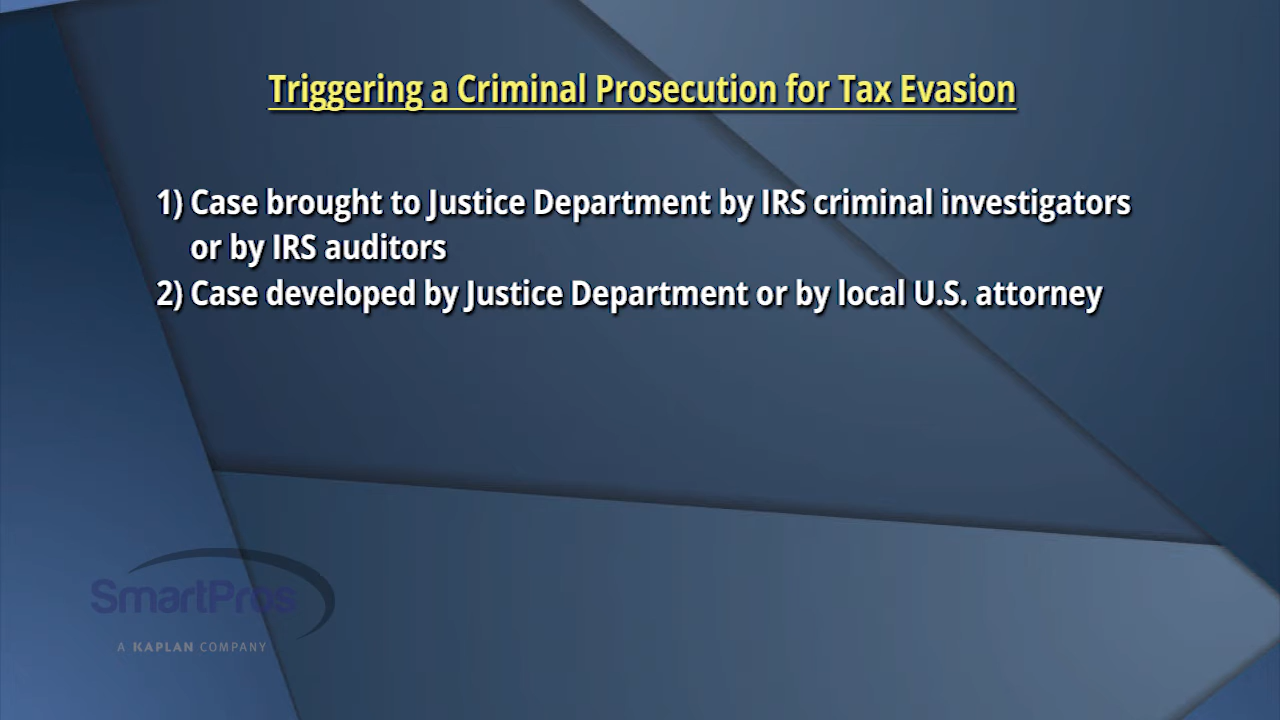 Triggering a Criminal Prosecution for Tax Evasion
1) Case brought to Justice Department by IRS criminal investigators
or by IRS auditors
2) Case developed by Justice Department or by local U.S. attorney
SmartPros
A KAPLAN COMPANY